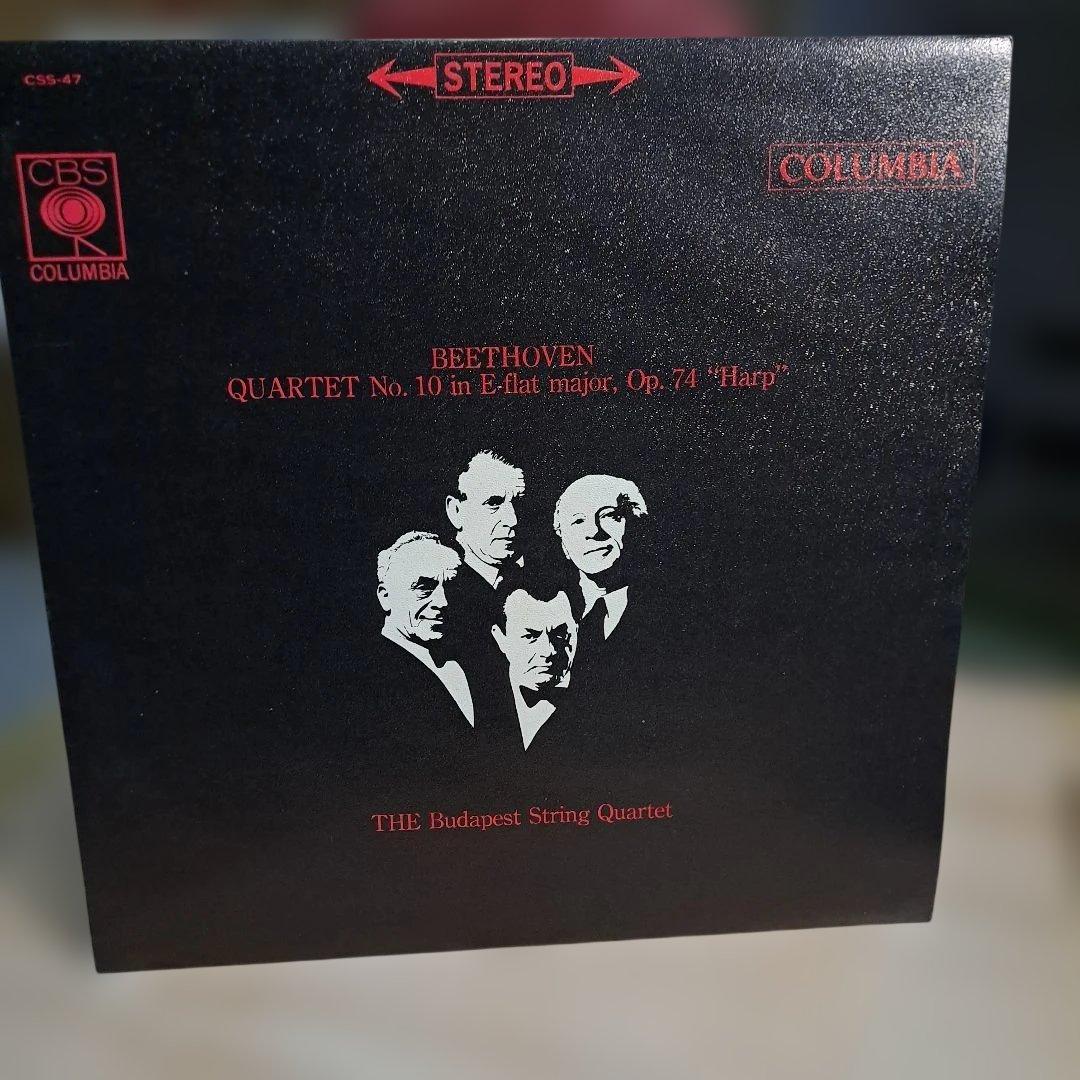 CSS-47
STEREO
COLUMBIA
CBS
COLUMBIA
BEETHOVEN
QUARTET No. 10 in E-flat major, Op. 74 "Harp"
THE Budapest String Quartet